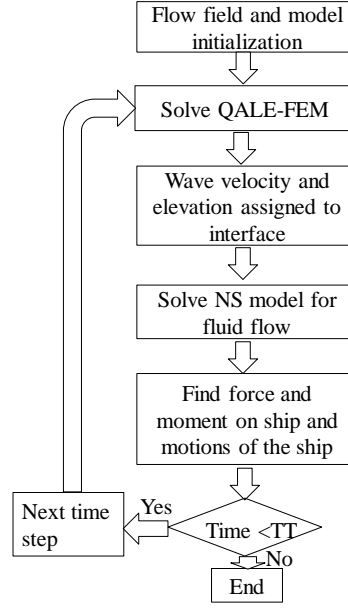 Flow field and model
initialization
Solve QALE-FEM
Wave velocity and
elevation assigned to
interface
Solve NS model for
fluid flow
Find force and
moment on ship and
motions of the ship
Next time
step
Yes
Time <TT
No
End